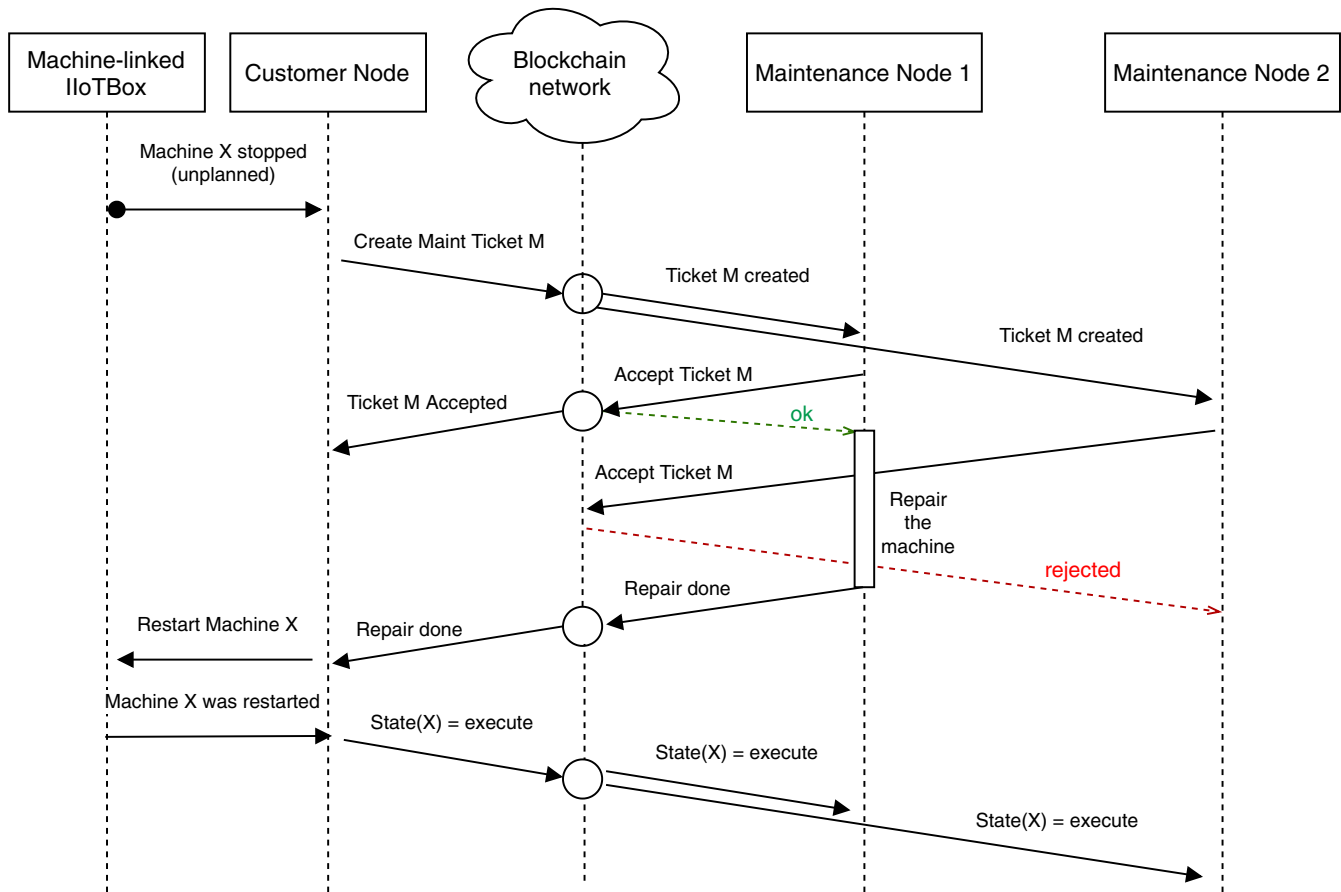 Machine-linked
IIoTBox
Customer Node
Blockchain
network
Maintenance Node 1
Maintenance Node 2
Machine X stopped
(unplanned)
Create Maint Ticket M
Ticket M created
Ticket M created
Accept Ticket M
Ticket M Accepted
ok
Accept Ticket M
Repair
the
machine
rejected
Repair done
Repair done
Restart Machine X
Machine X was restarted
State(X) = execute
State(X) = execute
State(X) = execute